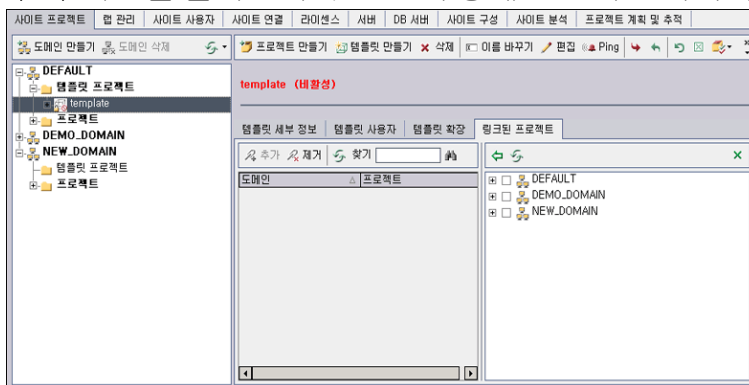 사이트 프로젝트 랩 관리 사이트 사용자 사이트 연결 라이센스 서버 DB 서버 사이트 구성 사이트 분석 프로젝트 계획 및 추적
도메인 만들기 도메인 삭제 프로젝트 만들기 템플릿 만들기 삭제 이름 바꾸기 편집 Ping
DEFAULT
템플릿 프로젝트
template
프로젝트
DEMO_DOMAIN
NEW_DOMAIN
템플릿 프로젝트
프로젝트
template (비활성)
템플릿 세부 정보 템플릿 사용자 템플릿 확장 링크된 프로젝트
추가 제거 찾기
도메인 프로젝트
DEFAULT
DEMO_DOMAIN
NEW_DOMAIN